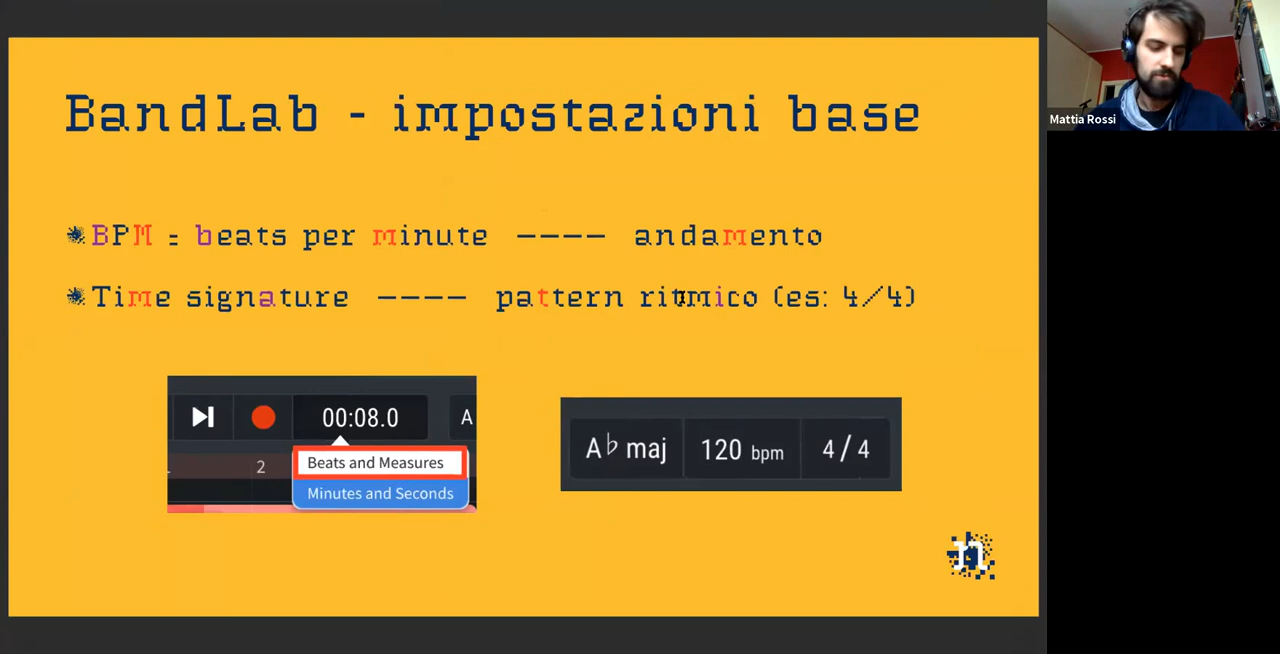 BandLab - impostazioni base
BPM = beats per minute ---- andamento
Time signature ---- pattern ritmico (es: 4/4)
00:08.0
A
2
Beats and Measures
Minutes and Seconds
A♭ maj
120 bpm
4/4
n
Mattia Rossi